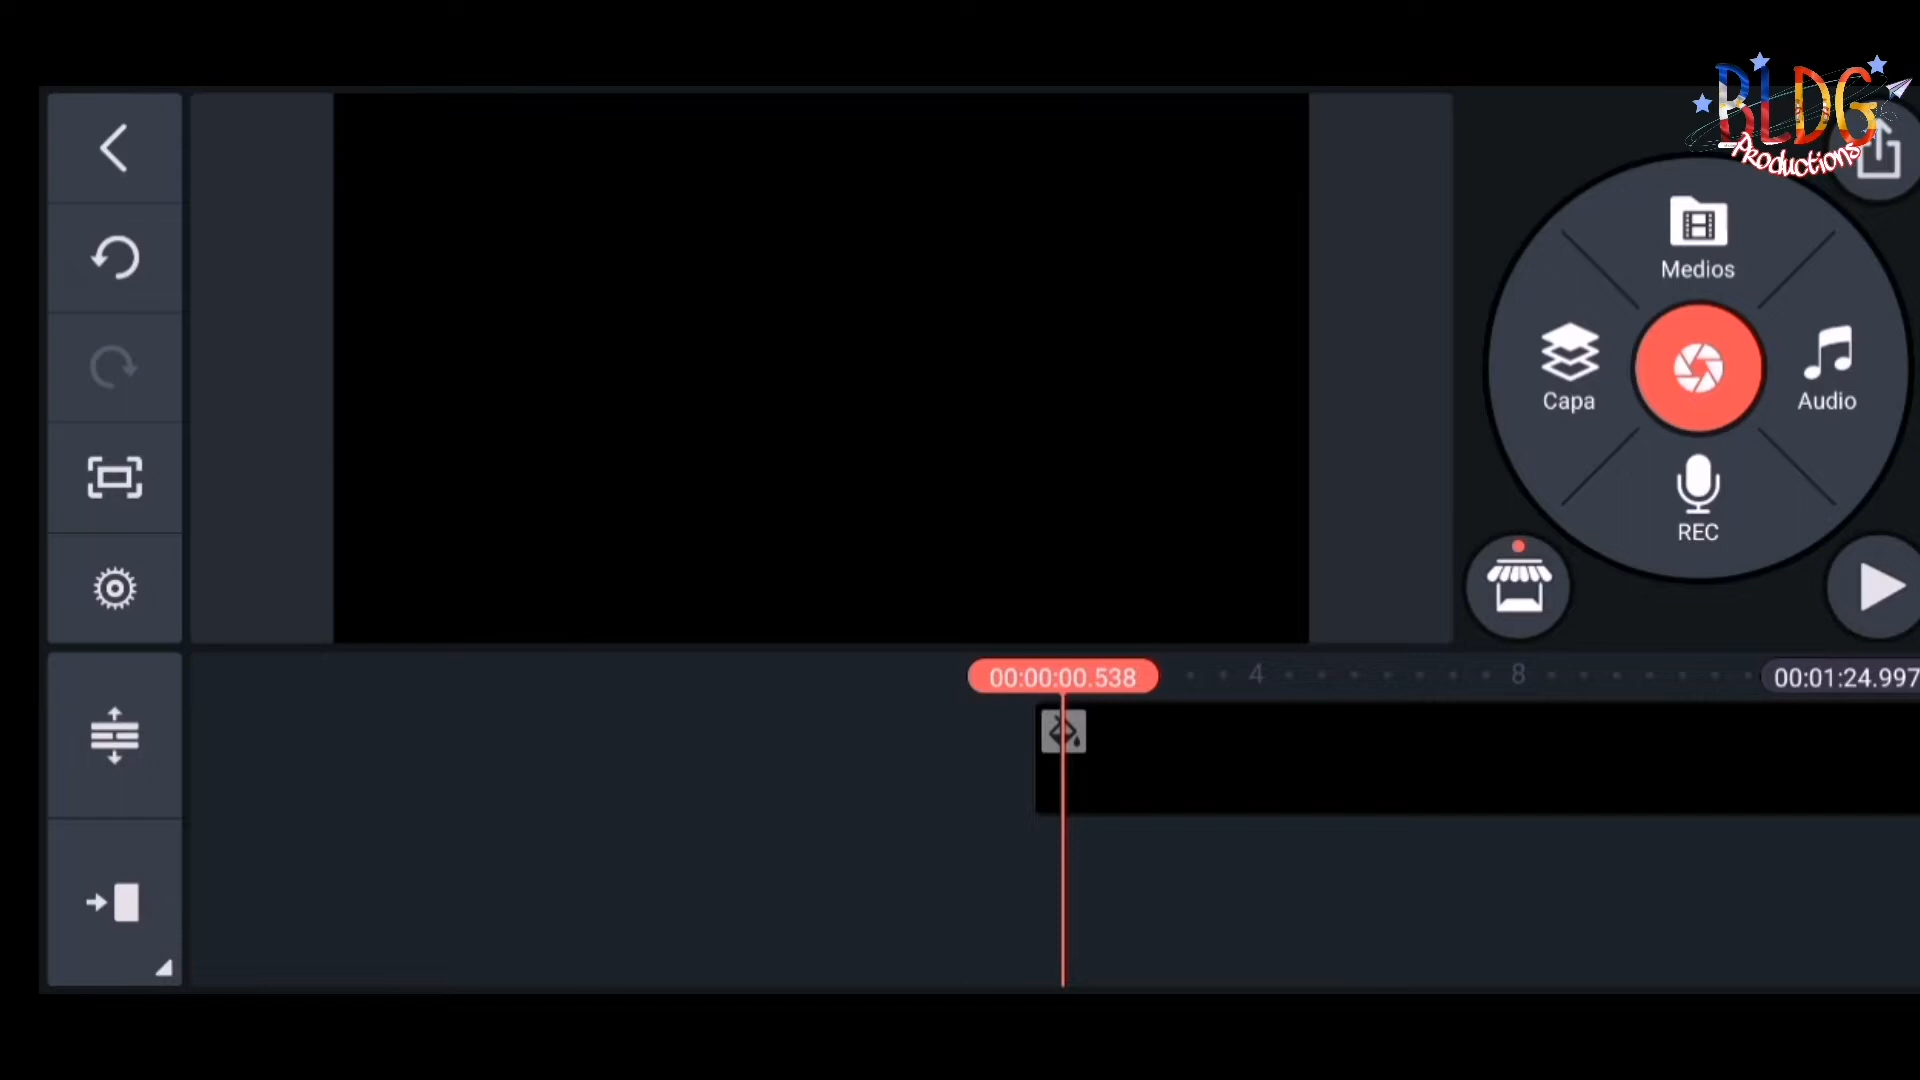 BLDG
Productions
Medios
Capa
Audio
REC
00:00:00.538
4
8
00:01:24.997